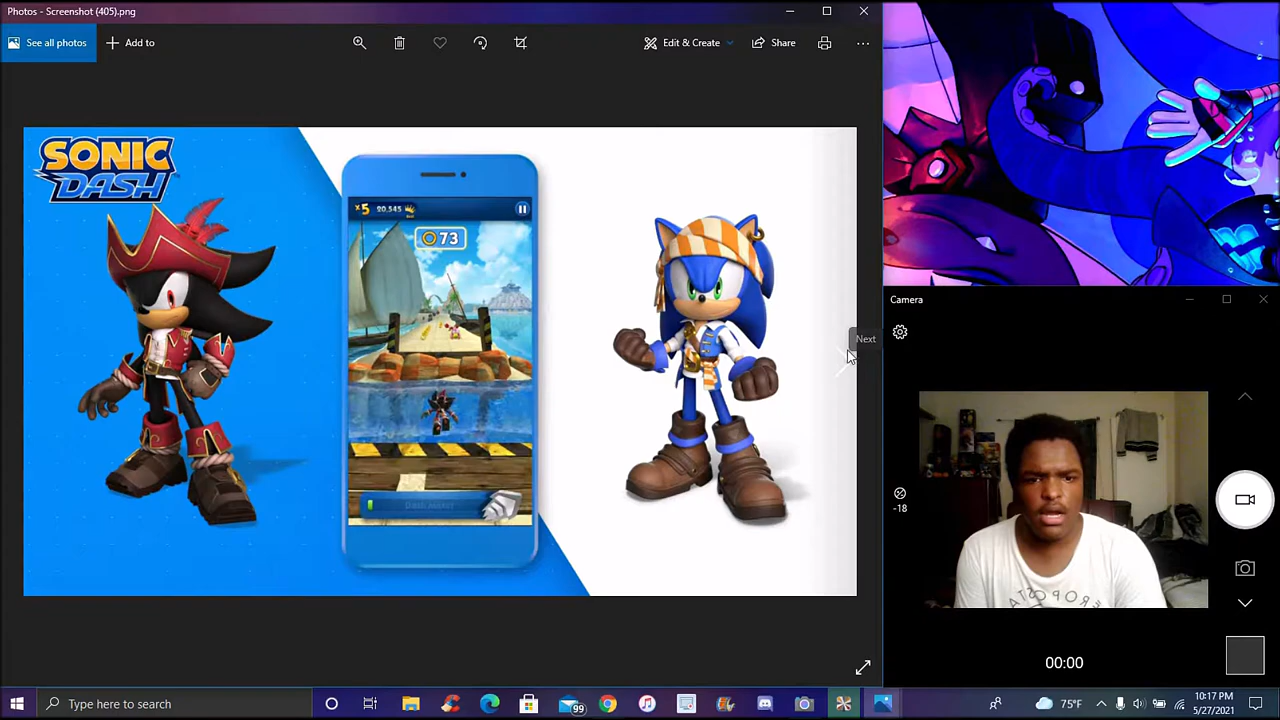 Photos - Screenshot (405).png
See all photos
Add to
Edit & Create
Share
SONIC
DASH
x5 20,545
73
Next
Camera
-18
00:00
Type here to search
99
75°F
10:17 PM
5/27/2021